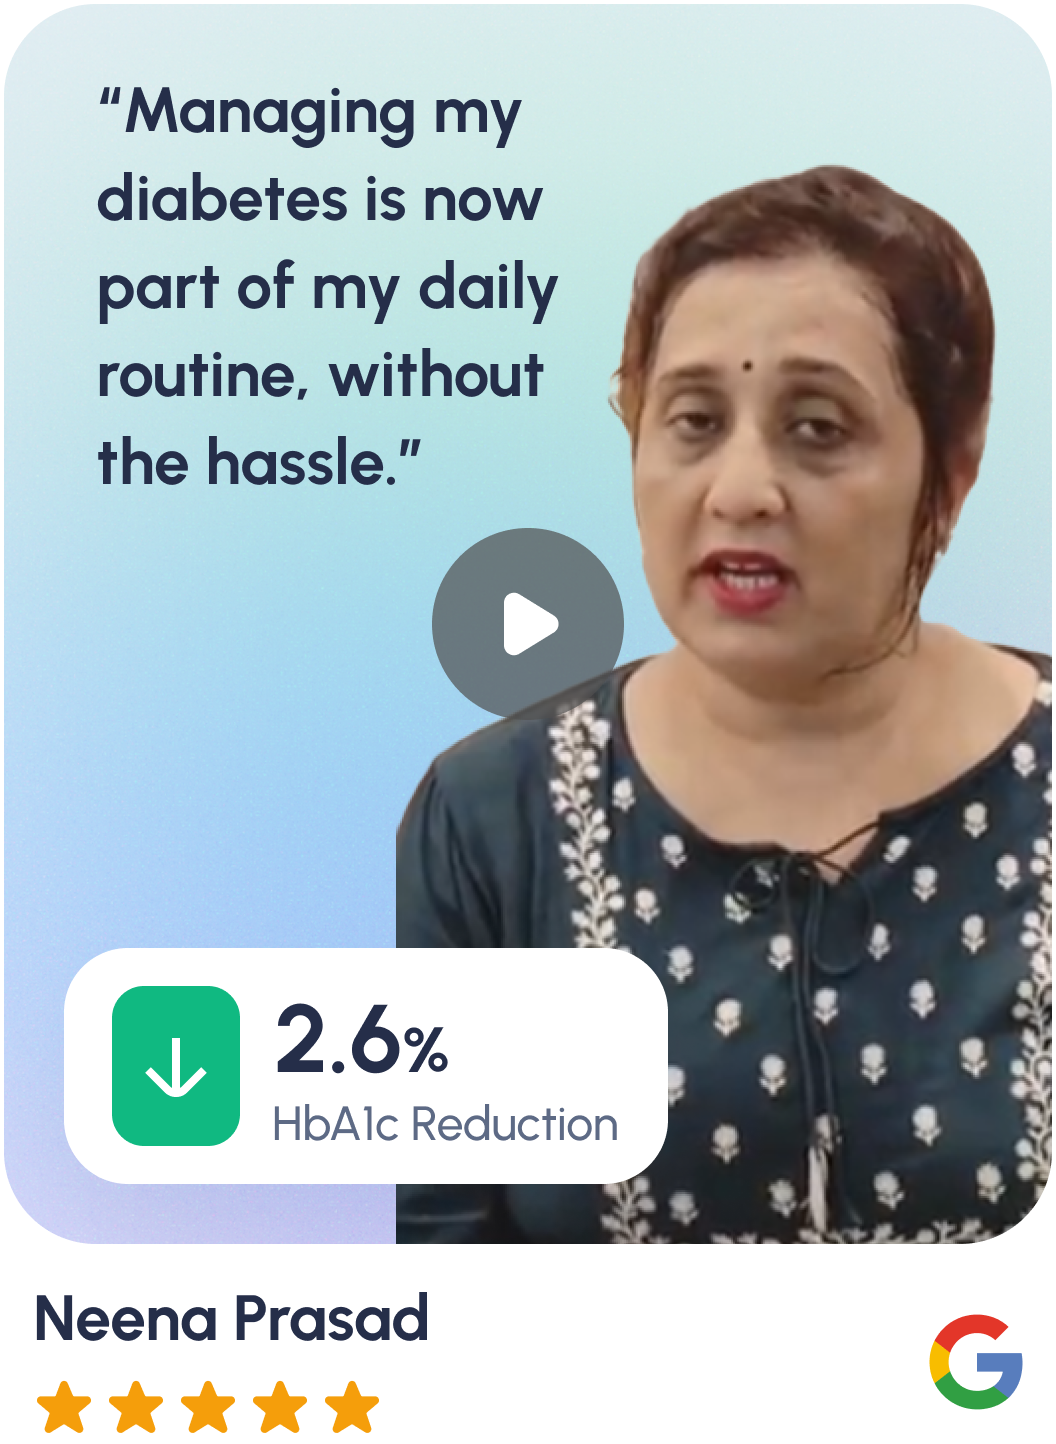 “Managing my
diabetes is now
part of my daily
routine, without
the hassle.”
2.6%
HbA1c Reduction
Neena Prasad